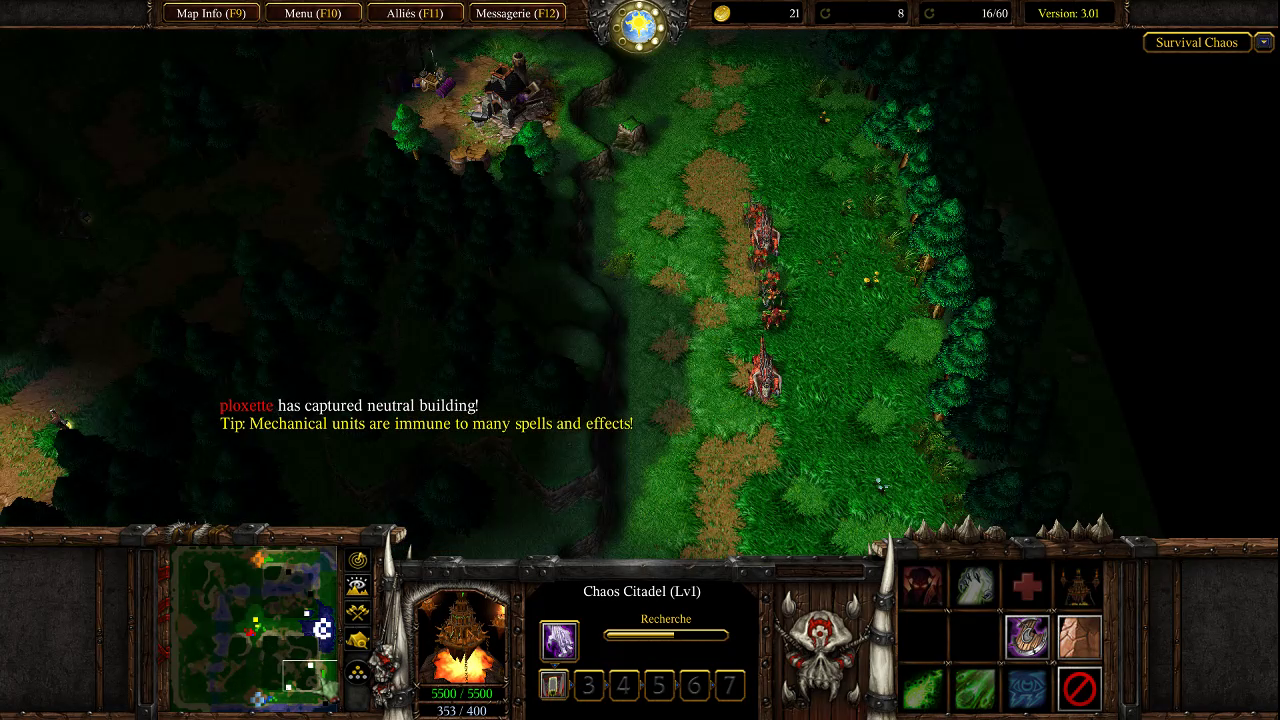 Map Info (F9)
Menu (F10)
Alliés (F11)
Messagerie (F12)
21
8
16/60
Version: 3.01
Survival Chaos
ploxette has captured neutral building!
Tip: Mechanical units are immune to many spells and effects!
Chaos Citadel (Lv1)
Recherche
3
4
5
6
7
5500 / 5500
353 / 400